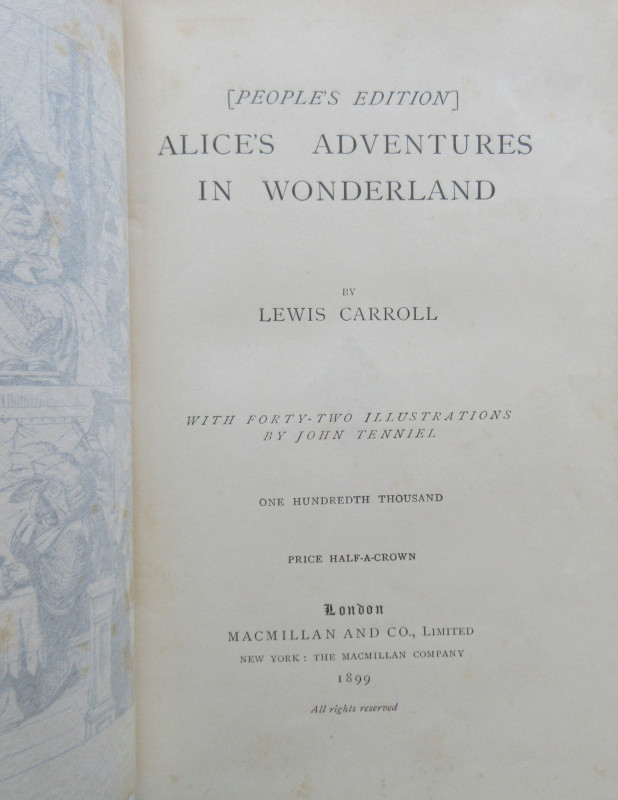 [PEOPLE'S EDITION]
ALICE'S ADVENTURES
IN WONDERLAND
BY
LEWIS CARROLL
WITH FORTY-TWO ILLUSTRATIONS
BY JOHN TENNIEL
ONE HUNDREDTH THOUSAND
PRICE HALF-A-CROWN
London
MACMILLAN AND CO., LIMITED
NEW YORK: THE MACMILLAN COMPANY
1899
All rights reserved